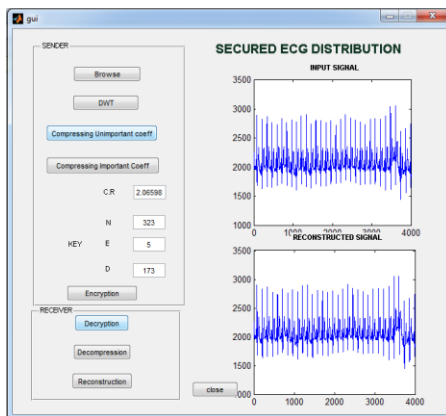 gui
SENDER
Browse
DWT
Compressing Unimportant coeff
Compressing Important Coeff
C.R 2.06598
N 323
KEY E 5
D 173
Encryption
RECEIVER
Decryption
Decompression
Reconstruction
close
SECURED ECG DISTRIBUTION
INPUT SIGNAL
3500
3000
2500
2000
1500
1000
0 1000 2000 3000 4000
RECONSTRUCTED SIGNAL
3500
3000
2500
2000
1500
1000
0 1000 2000 3000 4000